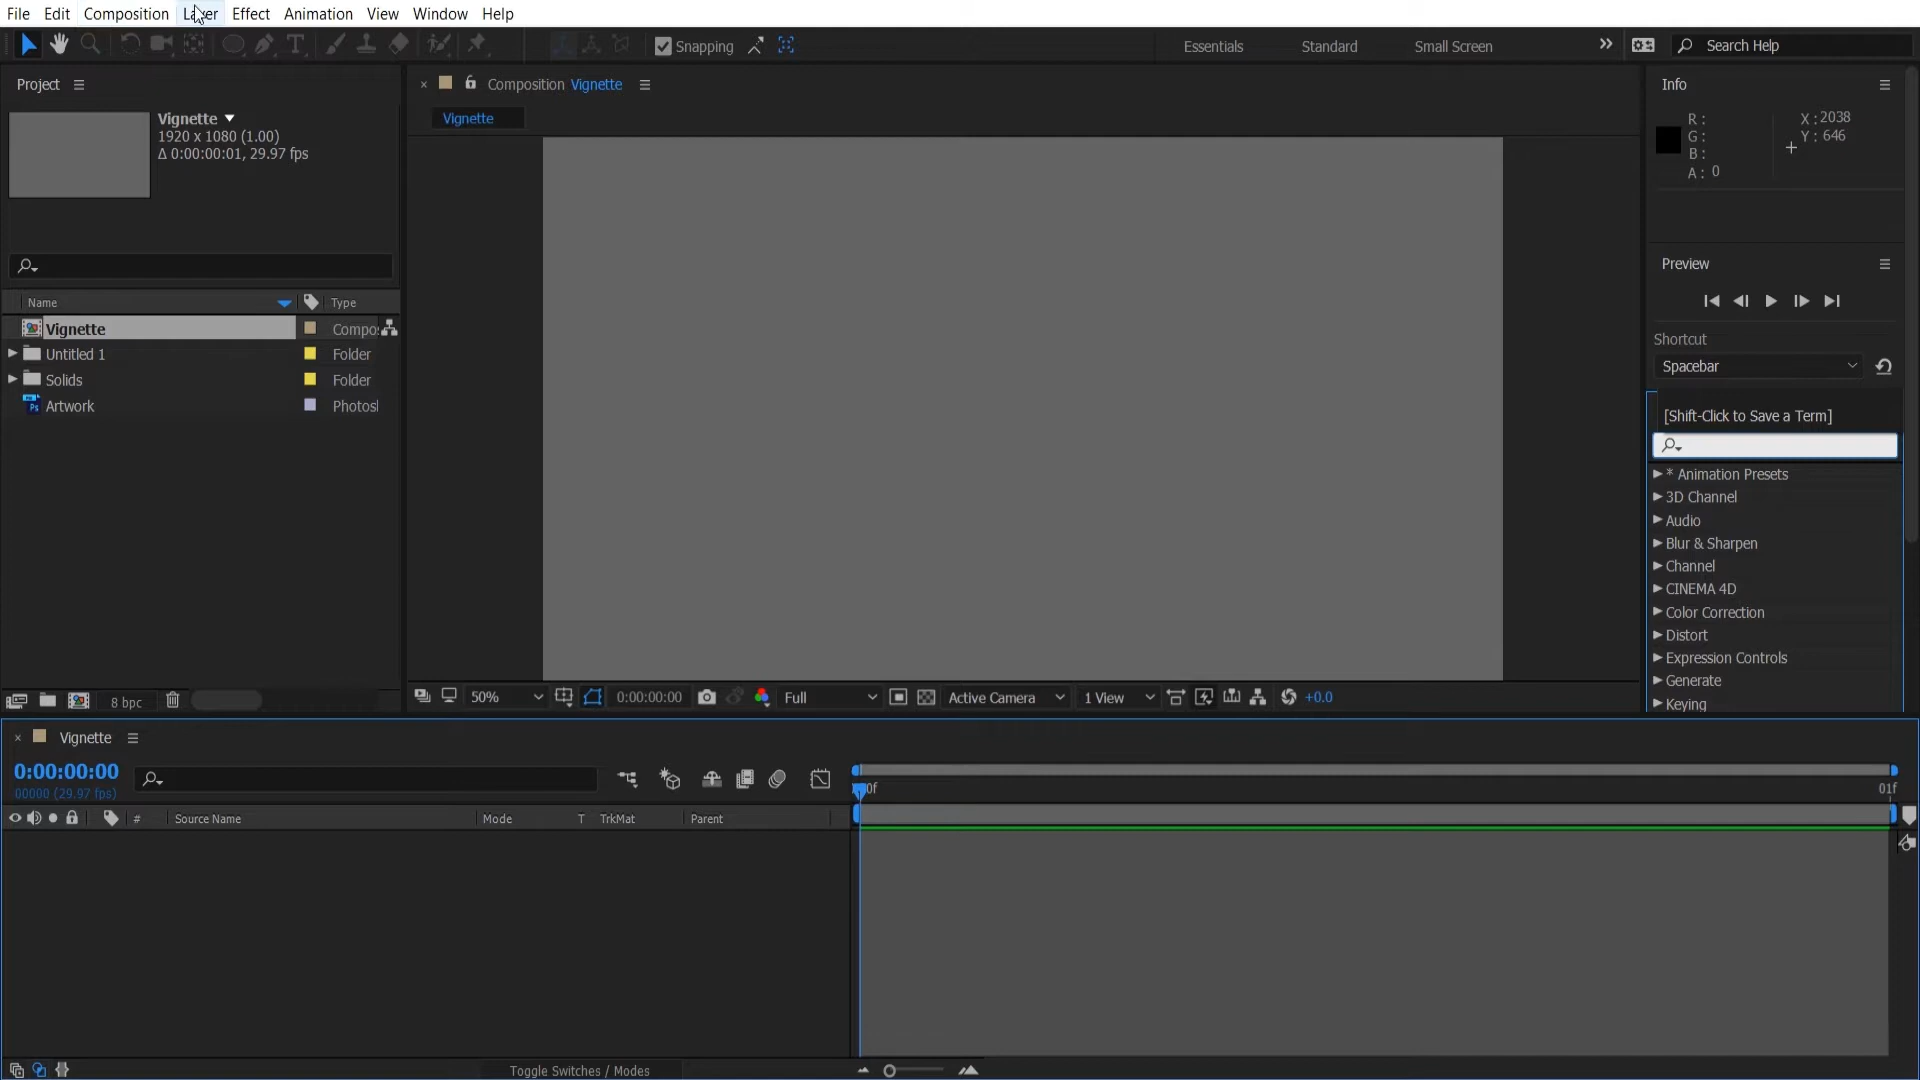 File Edit Composition Layer Effect Animation View Window Help
Snapping Essentials Standard Small Screen Search Help
Project
Vignette
1920 x 1080 (1.00)
Δ 0:00:00:01, 29.97 fps
Name Type
Vignette Compo
Untitled 1 Folder
Solids Folder
Artwork Photosl
8 bpc
Composition Vignette
Vignette
50% 0:00:00:00 Full Active Camera 1 View +0.0
Info
R :
G :
B :
A : 0
X : 2038
Y : 646
Preview
Shortcut
Spacebar
[Shift-Click to Save a Term]
* Animation Presets
3D Channel
Audio
Blur & Sharpen
Channel
CINEMA 4D
Color Correction
Distort
Expression Controls
Generate
Keying
Vignette
0:00:00:00
00000 (29.97 fps)
0f 01f
# Source Name Mode T TrkMat Parent
Toggle Switches / Modes